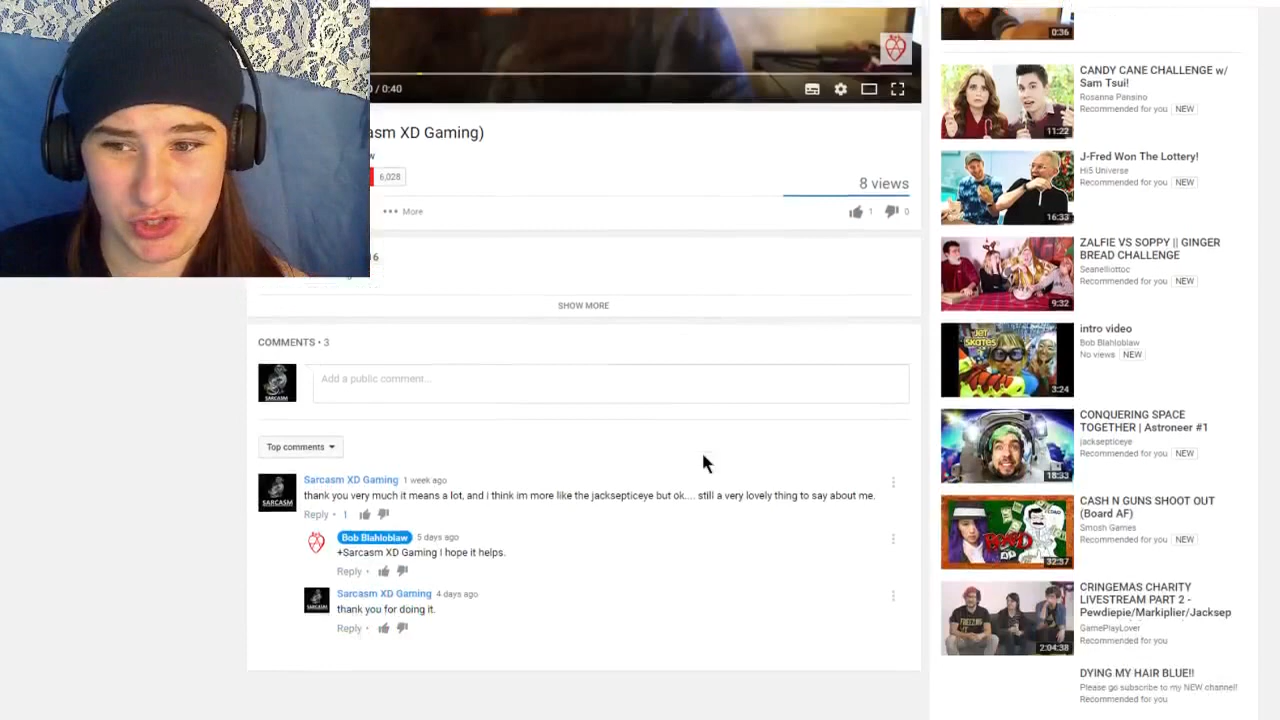 0:36
/ 0:40
CANDY CANE CHALLENGE w/
Sam Tsui!
Rosanna Pansino
Recommended for you NEW
11:22
asm XD Gaming)
w
6,028
8 views
••• More
1
0
J-Fred Won The Lottery!
Hi5 Universe
Recommended for you NEW
16:33
6
SHOW MORE
ZALFIE VS SOPPY || GINGER
BREAD CHALLENGE
Seanelliottoc
Recommended for you NEW
9:32
COMMENTS • 3
SARCASM
Add a public comment...
intro video
Bob Blahloblaw
No views NEW
JET
SKATES
3:24
Top comments
CONQUERING SPACE
TOGETHER | Astroneer #1
jacksepticeye
Recommended for you NEW
18:33
SARCASM
Sarcasm XD Gaming 1 week ago
thank you very much it means a lot, and i think im more like the jacksepticeye but ok.... still a very lovely thing to say about me.
Reply • 1
Bob Blahloblaw 5 days ago
+Sarcasm XD Gaming I hope it helps.
Reply •
CASH N GUNS SHOOT OUT
(Board AF)
Smosh Games
Recommended for you NEW
BOARD
32:37
Sarcasm XD Gaming 4 days ago
thank you for doing it.
Reply •
CRINGEMAS CHARITY
LIVESTREAM PART 2 -
Pewdiepie/Markiplier/Jacksep
GamePlayLover
Recommended for you
2:04:38
DYING MY HAIR BLUE!!
Please go subscribe to my NEW channel!
Recommended for you